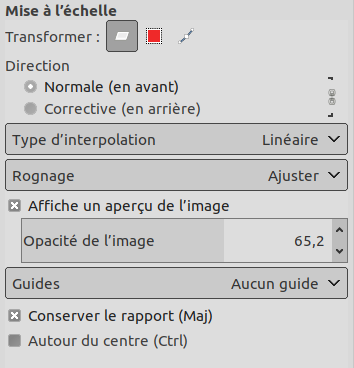 Mise à l'échelle
Transformer :
Direction
Normale (en avant)
Corrective (en arrière)
Type d'interpolation Linéaire
Rognage Ajuster
Affiche un aperçu de l'image
Opacité de l'image 65,2
Guides Aucun guide
Conserver le rapport (Maj)
Autour du centre (Ctrl)